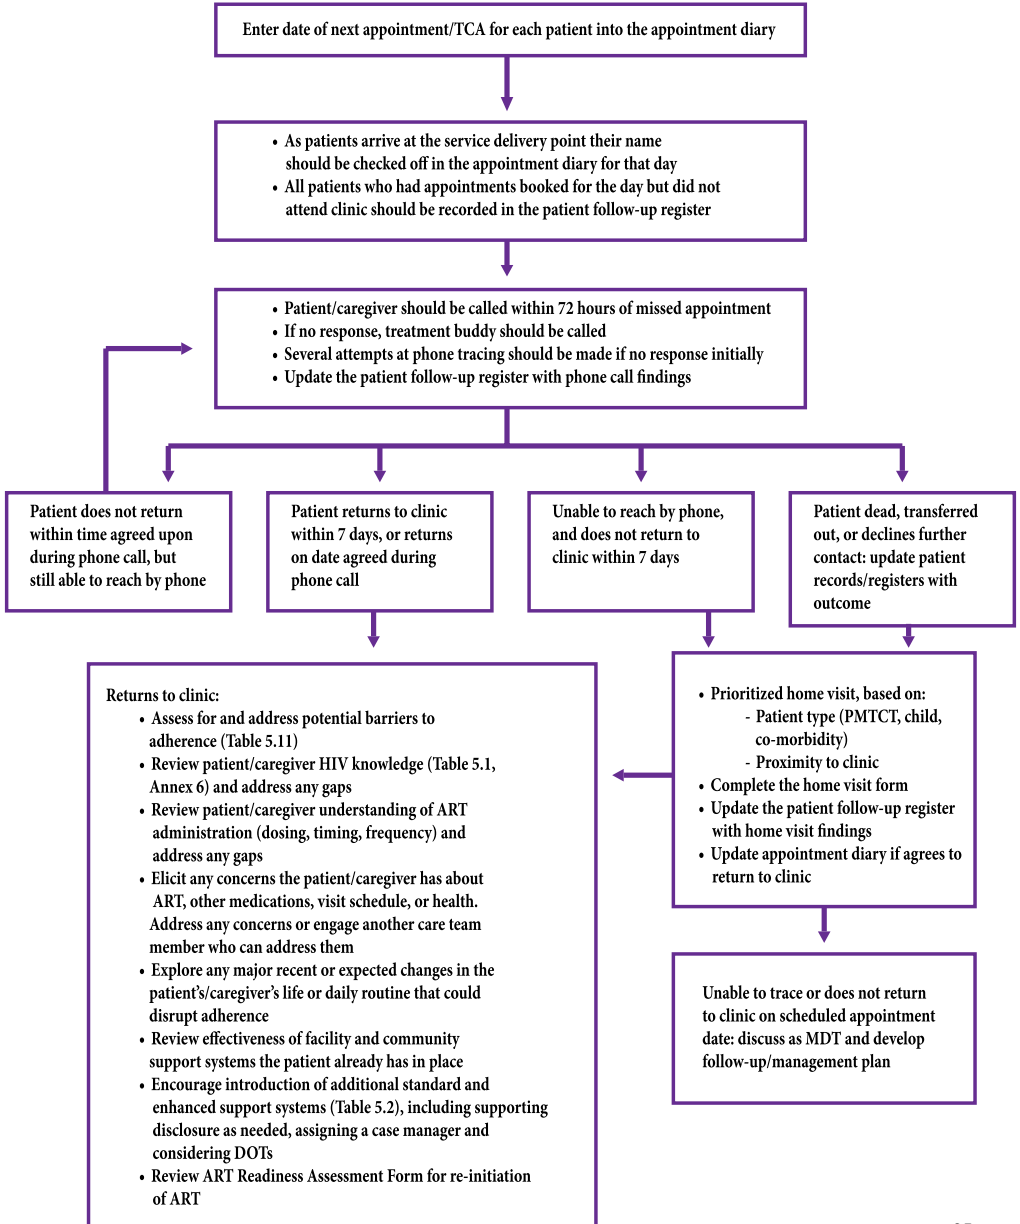 Enter date of next appointment/TCA for each patient into the appointment diary
• As patients arrive at the service delivery point their name
should be checked off in the appointment diary for that day
• All patients who had appointments booked for the day but did not
attend clinic should be recorded in the patient follow-up register
• Patient/caregiver should be called within 72 hours of missed appointment
• If no response, treatment buddy should be called
• Several attempts at phone tracing should be made if no response initially
• Update the patient follow-up register with phone call findings
Patient does not return
within time agreed upon
during phone call, but
still able to reach by phone
Patient returns to clinic
within 7 days, or returns
on date agreed during
phone call
Unable to reach by phone,
and does not return to
clinic within 7 days
Patient dead, transferred
out, or declines further
contact: update patient
records/registers with
outcome
Returns to clinic:
• Assess for and address potential barriers to
adherence (Table 5.11)
• Review patient/caregiver HIV knowledge (Table 5.1,
Annex 6) and address any gaps
• Review patient/caregiver understanding of ART
administration (dosing, timing, frequency) and
address any gaps
• Elicit any concerns the patient/caregiver has about
ART, other medications, visit schedule, or health.
Address any concerns or engage another care team
member who can address them
• Explore any major recent or expected changes in the
patient's/caregiver's life or daily routine that could
disrupt adherence
• Review effectiveness of facility and community
support systems the patient already has in place
• Encourage introduction of additional standard and
enhanced support systems (Table 5.2), including supporting
disclosure as needed, assigning a case manager and
considering DOTs
• Review ART Readiness Assessment Form for re-initiation
of ART
• Prioritized home visit, based on:
- Patient type (PMTCT, child,
co-morbidity)
- Proximity to clinic
• Complete the home visit form
• Update the patient follow-up register
with home visit findings
• Update appointment diary if agrees to
return to clinic
Unable to trace or does not return
to clinic on scheduled appointment
date: discuss as MDT and develop
follow-up/management plan